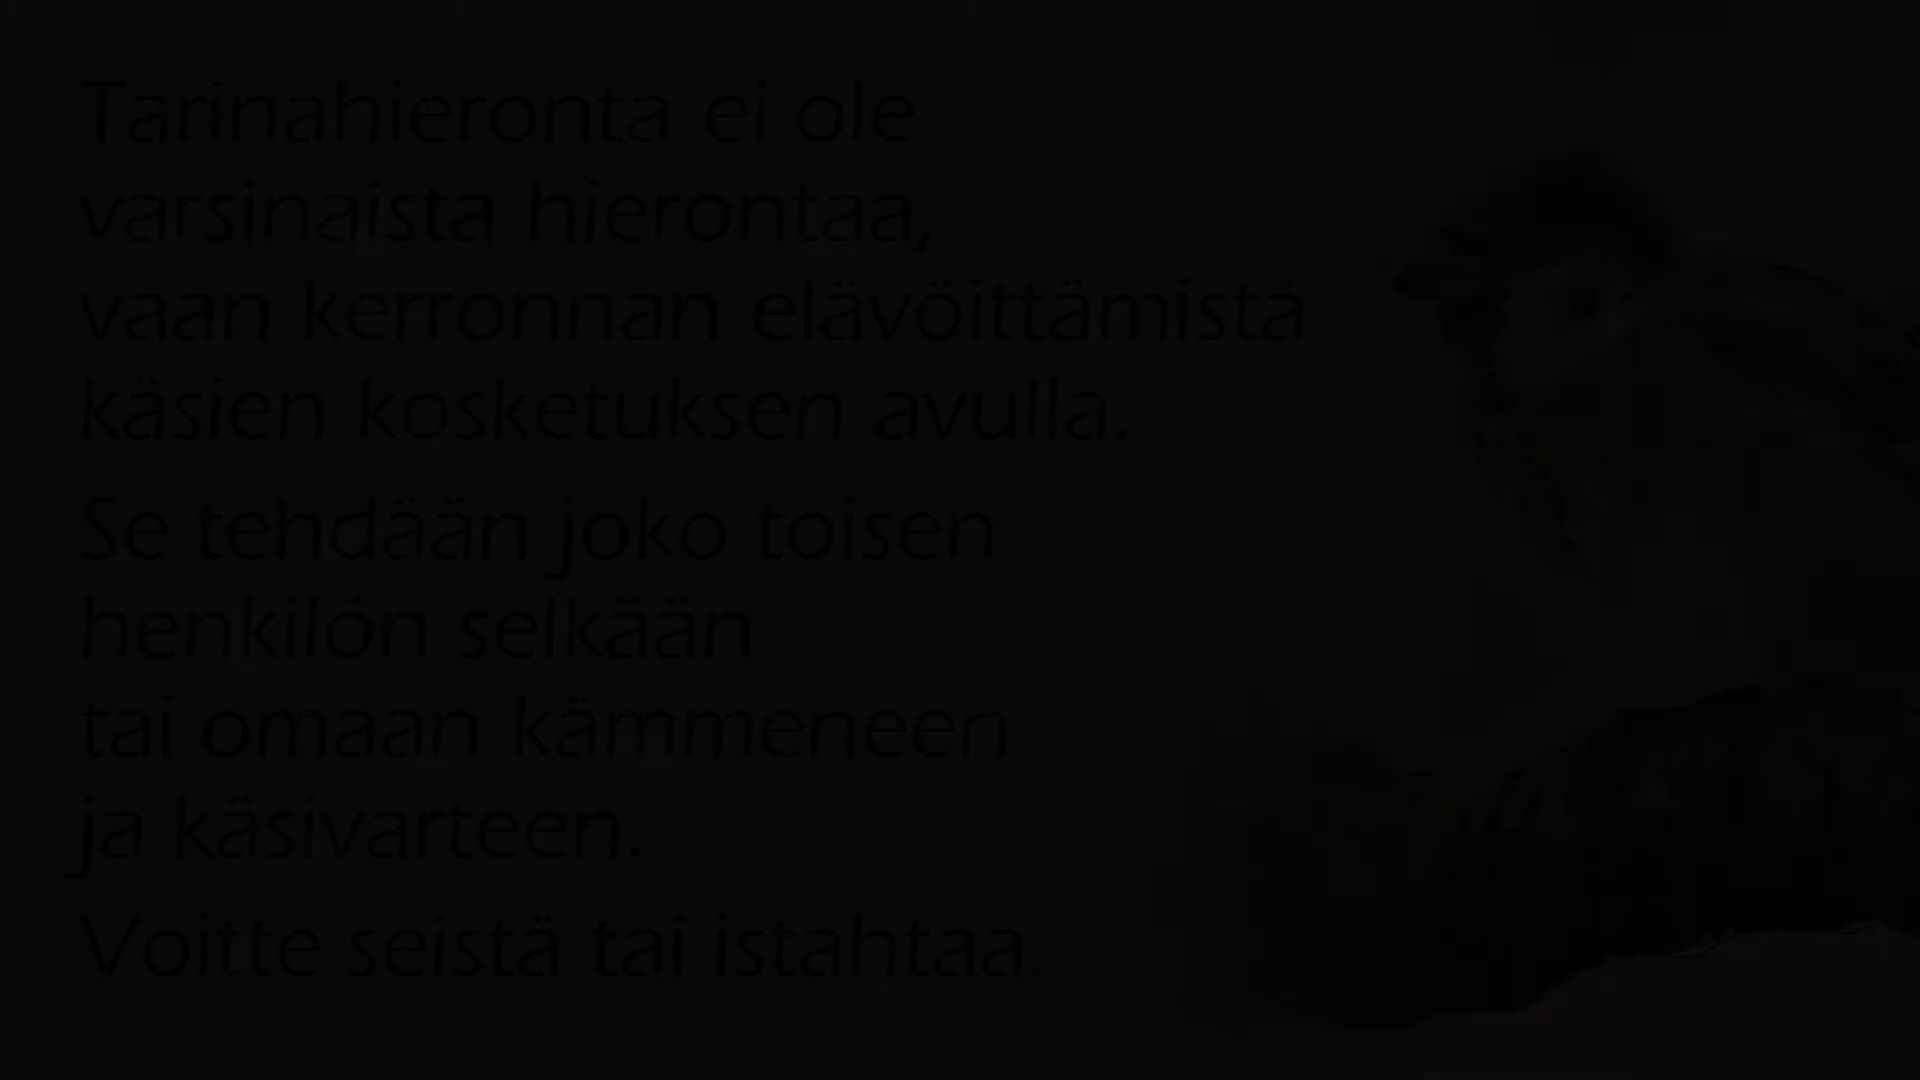 Tarinahieronta ei ole
varsinaista hierontaa,
vaan kerronnan elävöittämistä
käsien kosketuksen avulla.
Se tehdään joko toisen
henkilön selkään
tai omaan kämmeneen
ja käsivarteen.
Voitte seistä tai istahtaa.